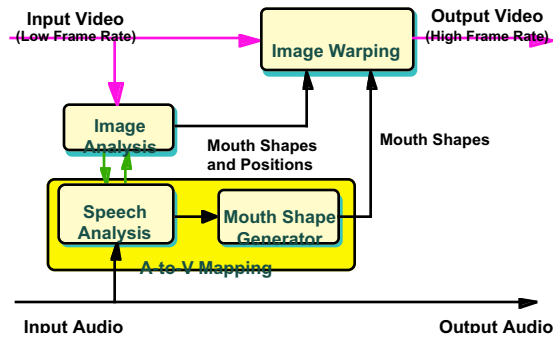 Input Video
(Low Frame Rate)
Output Video
(High Frame Rate)
Image Warping
Image
Analysis
Mouth Shapes
and Positions
Mouth Shapes
Speech
Analysis
Mouth Shape
Generator
A-to-V Mapping
Input Audio
Output Audio